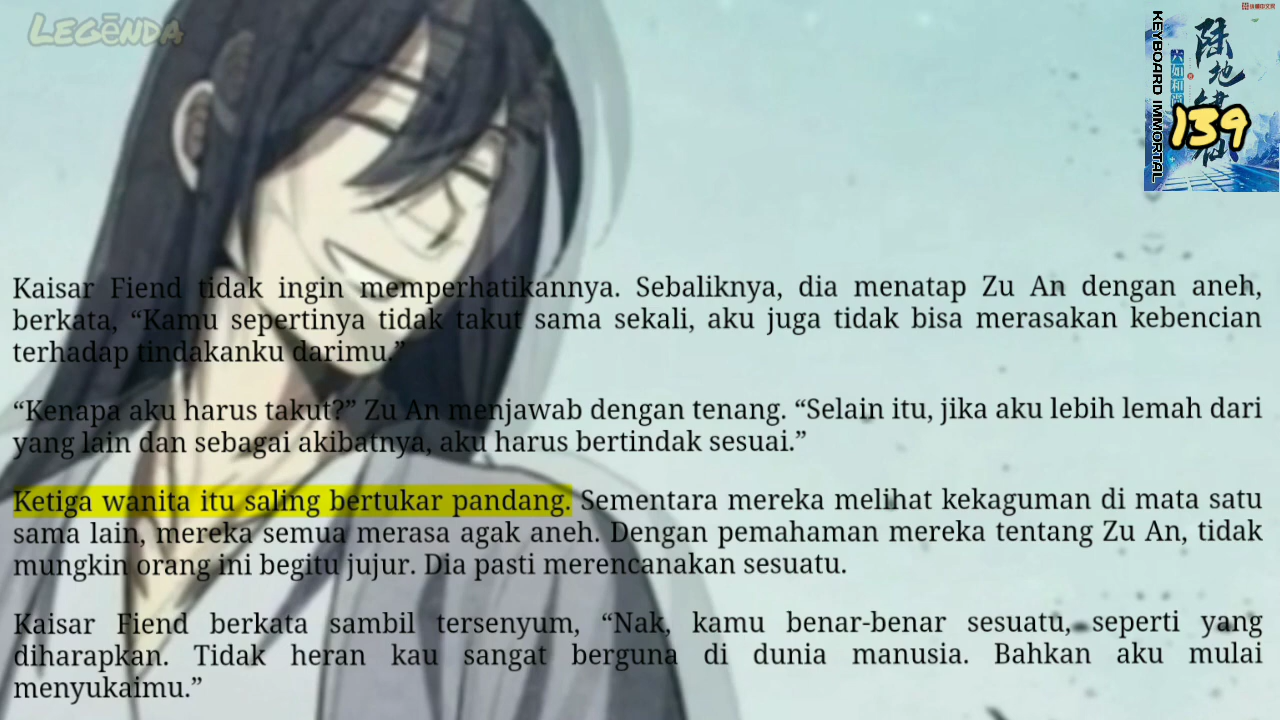 LEGĒNDA
KEYBOARD IMMORTAL
陆地
139
Kaisar Fiend tidak ingin memperhatikannya. Sebaliknya, dia menatap Zu An dengan aneh,
berkata, “Kamu sepertinya tidak takut sama sekali, aku juga tidak bisa merasakan kebencian
terhadap tindakanku darimu.”
“Kenapa aku harus takut?” Zu An menjawab dengan tenang. “Selain itu, jika aku lebih lemah dari
yang lain dan sebagai akibatnya, aku harus bertindak sesuai.”
Ketiga wanita itu saling bertukar pandang. Sementara mereka melihat kekaguman di mata satu
sama lain, mereka semua merasa agak aneh. Dengan pemahaman mereka tentang Zu An, tidak
mungkin orang ini begitu jujur. Dia pasti merencanakan sesuatu.
Kaisar Fiend berkata sambil tersenyum, “Nak, kamu benar-benar sesuatu, seperti yang
diharapkan. Tidak heran kau sangat berguna di dunia manusia. Bahkan aku mulai
menyukaimu.”